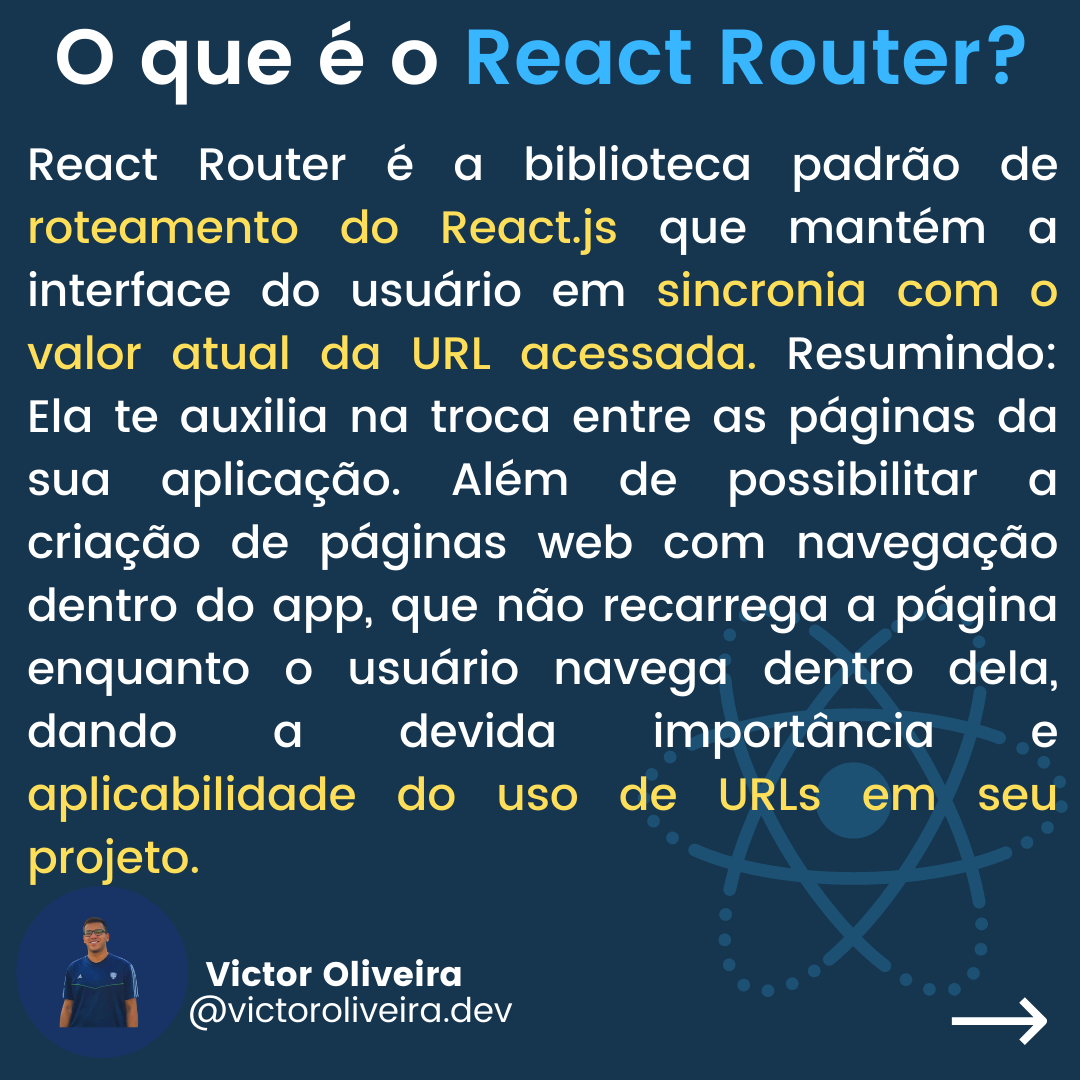 O que é o React Router?
React Router é a biblioteca padrão de
roteamento do React.js que mantém a
interface do usuário em sincronia com o
valor atual da URL acessada. Resumindo:
Ela te auxilia na troca entre as páginas da
sua aplicação. Além de possibilitar a
criação de páginas web com navegação
dentro do app, que não recarrega a página
enquanto o usuário navega dentro dela,
dando a devida importância e
aplicabilidade do uso de URLs em seu
projeto.
Victor Oliveira
@victoroliveira.dev